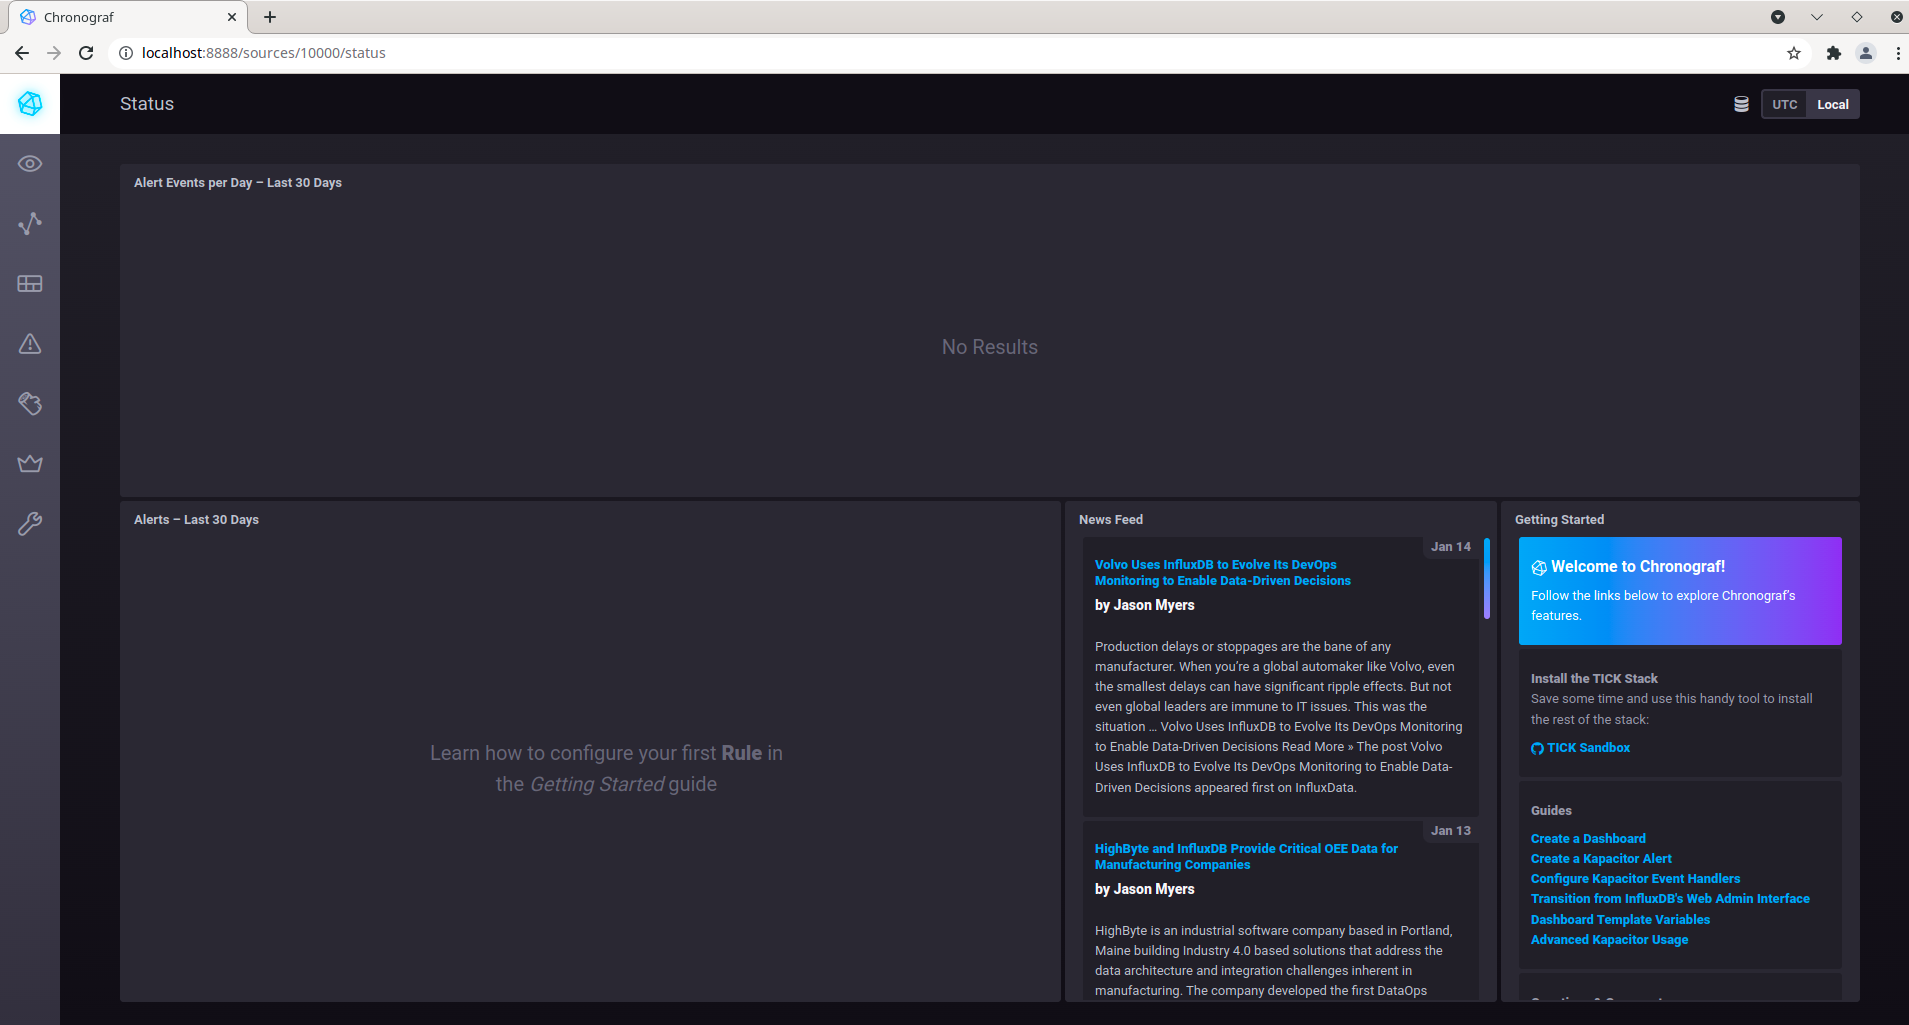 Chronograf
localhost:8888/sources/10000/status
Status
UTC
Local
Alert Events per Day – Last 30 Days
No Results
Alerts – Last 30 Days
Learn how to configure your first Rule in
the Getting Started guide
News Feed
Jan 14
Volvo Uses InfluxDB to Evolve Its DevOps
Monitoring to Enable Data-Driven Decisions
by Jason Myers
Production delays or stoppages are the bane of any
manufacturer. When you’re a global automaker like Volvo, even
the smallest delays can have significant ripple effects. But not
even global leaders are immune to IT issues. This was the
situation … Volvo Uses InfluxDB to Evolve Its DevOps Monitoring
to Enable Data-Driven Decisions Read More » The post Volvo
Uses InfluxDB to Evolve Its DevOps Monitoring to Enable Data-
Driven Decisions appeared first on InfluxData.
Jan 13
HighByte and InfluxDB Provide Critical OEE Data for
Manufacturing Companies
by Jason Myers
HighByte is an industrial software company based in Portland,
Maine building Industry 4.0 based solutions that address the
data architecture and integration challenges inherent in
manufacturing. The company developed the first DataOps
Getting Started
Welcome to Chronograf!
Follow the links below to explore Chronograf’s
features.
Install the TICK Stack
Save some time and use this handy tool to install
the rest of the stack:
TICK Sandbox
Guides
Create a Dashboard
Create a Kapacitor Alert
Configure Kapacitor Event Handlers
Transition from InfluxDB's Web Admin Interface
Dashboard Template Variables
Advanced Kapacitor Usage